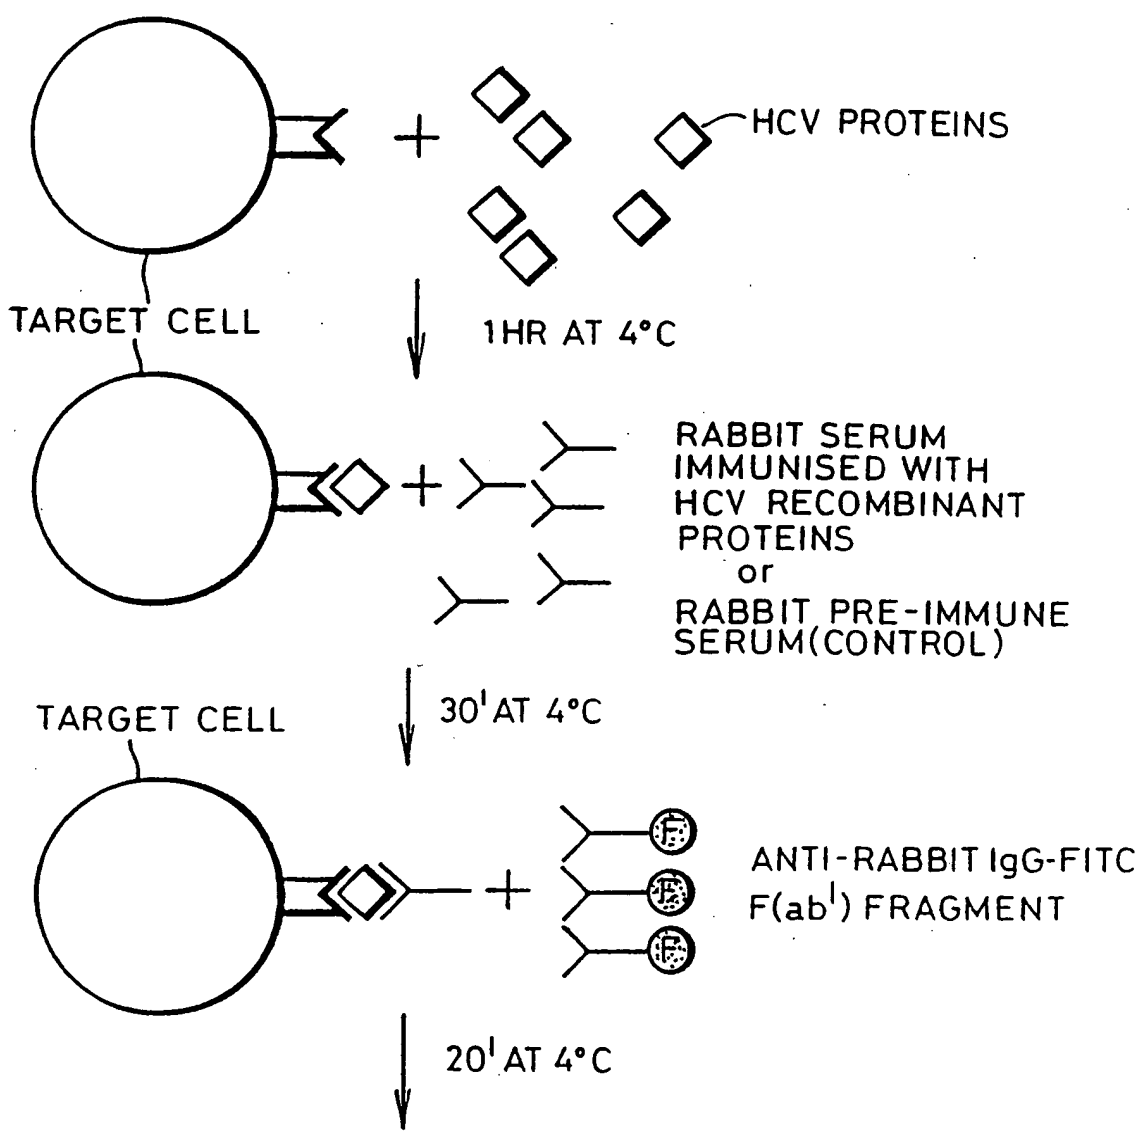 HCV PROTEINS
TARGET CELL
1HR AT 4°C
RABBIT SERUM
IMMUNISED WITH
HCV RECOMBINANT
PROTEINS
or
RABBIT PRE-IMMUNE
SERUM(CONTROL)
30' AT 4°C
TARGET CELL
F
F
F
ANTI-RABBIT IgG-FITC
F(ab') FRAGMENT
20' AT 4°C